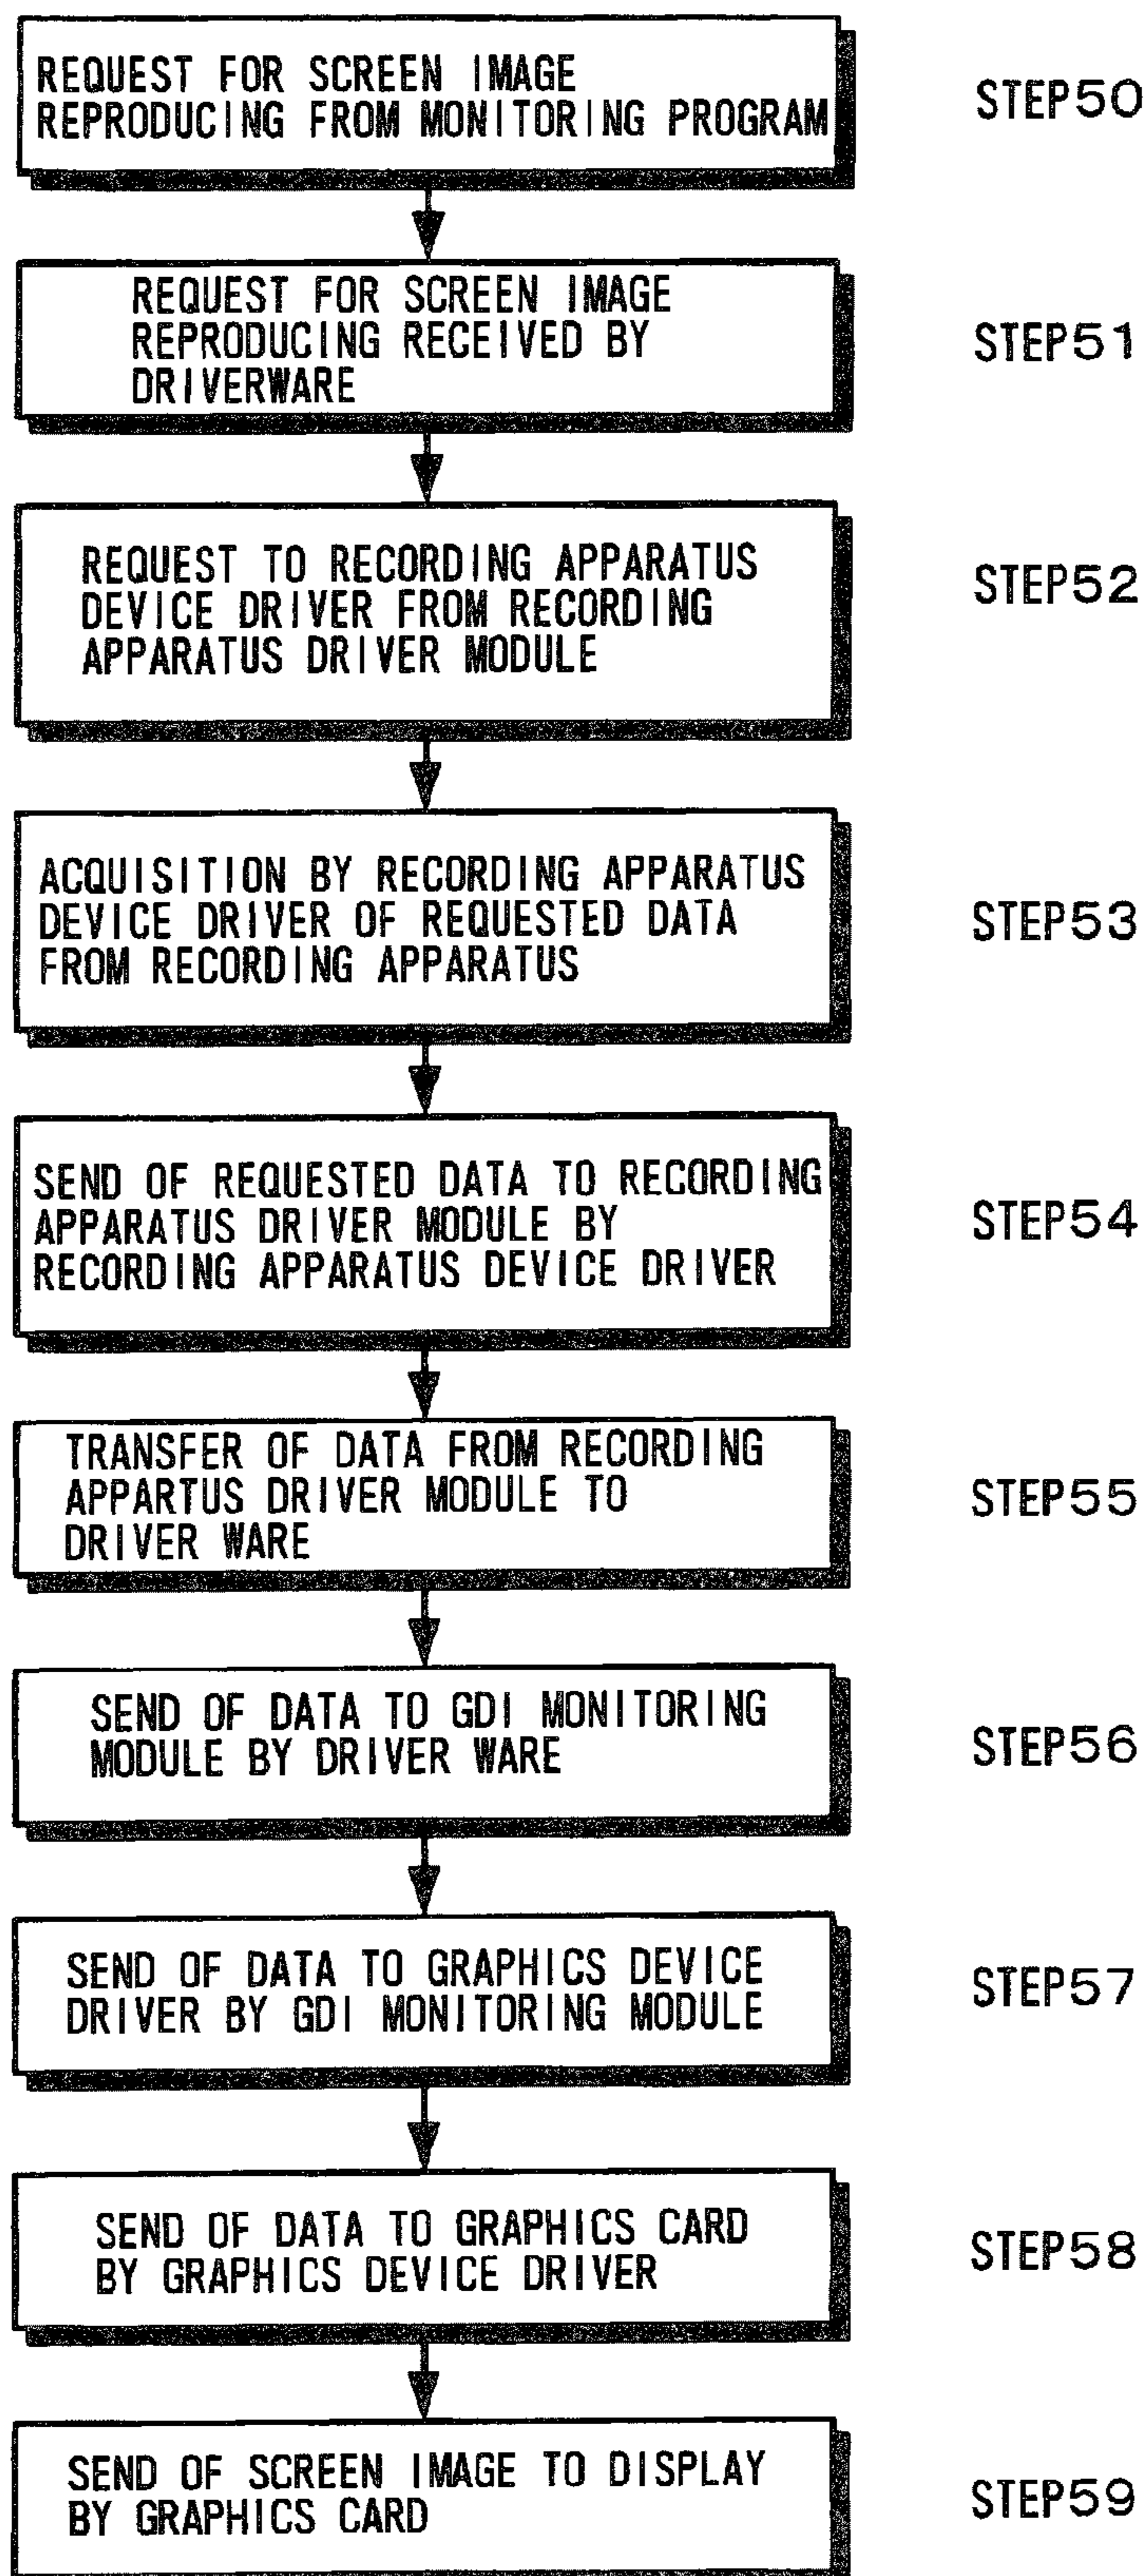 REQUEST FOR SCREEN IMAGE
REPRODUCING FROM MONITORING PROGRAM
STEP50
REQUEST FOR SCREEN IMAGE
REPRODUCING RECEIVED BY
DRIVERWARE
STEP51
REQUEST TO RECORDING APPARATUS
DEVICE DRIVER FROM RECORDING
APPARATUS DRIVER MODULE
STEP52
ACQUISITION BY RECORDING APPARATUS
DEVICE DRIVER OF REQUESTED DATA
FROM RECORDING APPARATUS
STEP53
SEND OF REQUESTED DATA TO RECORDING
APPARATUS DRIVER MODULE BY
RECORDING APPARATUS DEVICE DRIVER
STEP54
TRANSFER OF DATA FROM RECORDING
APPARTUS DRIVER MODULE TO
DRIVER WARE
STEP55
SEND OF DATA TO GDI MONITORING
MODULE BY DRIVER WARE
STEP56
SEND OF DATA TO GRAPHICS DEVICE
DRIVER BY GDI MONITORING MODULE
STEP57
SEND OF DATA TO GRAPHICS CARD
BY GRAPHICS DEVICE DRIVER
STEP58
SEND OF SCREEN IMAGE TO DISPLAY
BY GRAPHICS CARD
STEP59